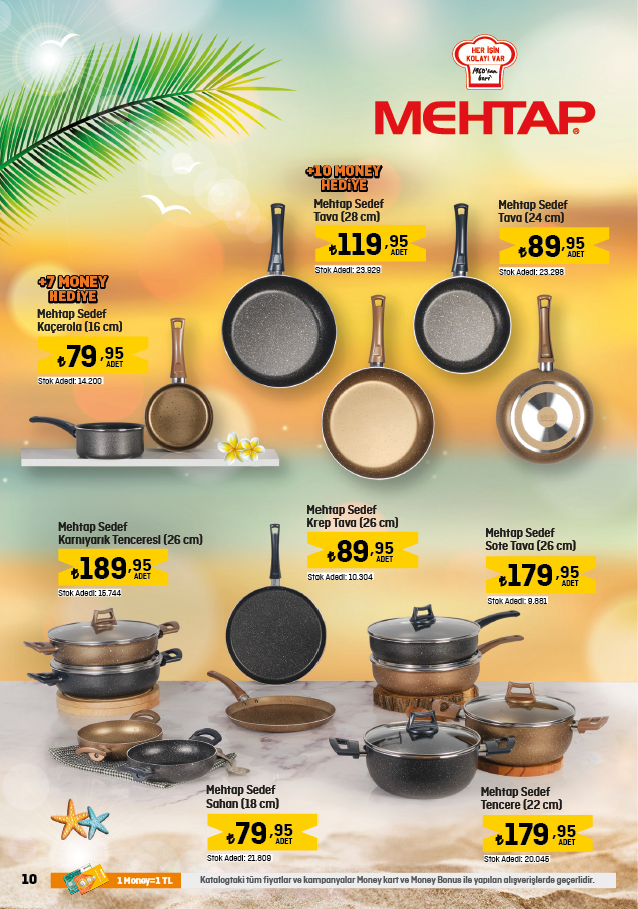 HER İŞİN
KOLAYI VAR
1960'tan
beri
MEHTAP
+10 MONEY
HEDİYE
Mehtap Sedef
Tava (28 cm)
₺119,95
ADET
Stok Adedi: 23.929
Mehtap Sedef
Tava (24 cm)
₺89,95
ADET
Stok Adedi: 23.298
+7 MONEY
HEDİYE
Mehtap Sedef
Kaçerola (16 cm)
₺79,95
ADET
Stok Adedi: 14.200
Mehtap Sedef
Karnıyarık Tenceresi (26 cm)
₺189,95
ADET
Stok Adedi: 15.744
Mehtap Sedef
Krep Tava (26 cm)
₺89,95
ADET
Stok Adedi: 10.304
Mehtap Sedef
Sote Tava (26 cm)
₺179,95
ADET
Stok Adedi: 9.881
Mehtap Sedef
Sahan (18 cm)
₺79,95
ADET
Stok Adedi: 21.809
Mehtap Sedef
Tencere (22 cm)
₺179,95
ADET
Stok Adedi: 20.045
10
1 Money=1 TL
Katalogtaki tüm fiyatlar ve kampanyalar Money kart ve Money Bonus ile yapılan alışverişlerde geçerlidir.